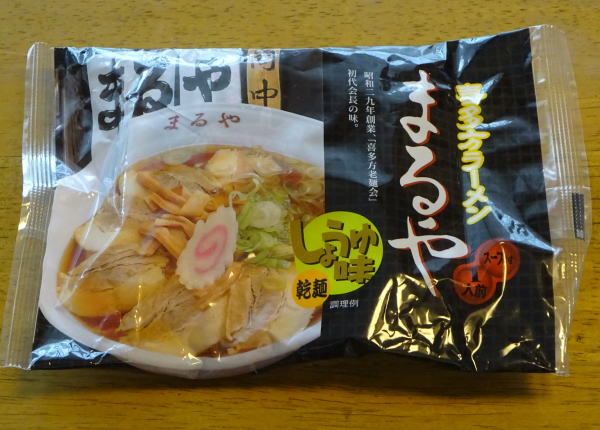 喜多方ラーメン
まるや
昭和一九年創業、「喜多方老麺会」
初代会長の味。
まるや
中
まるや
しょうゆ
味
乾麺
調理例
スープ付
1
人前